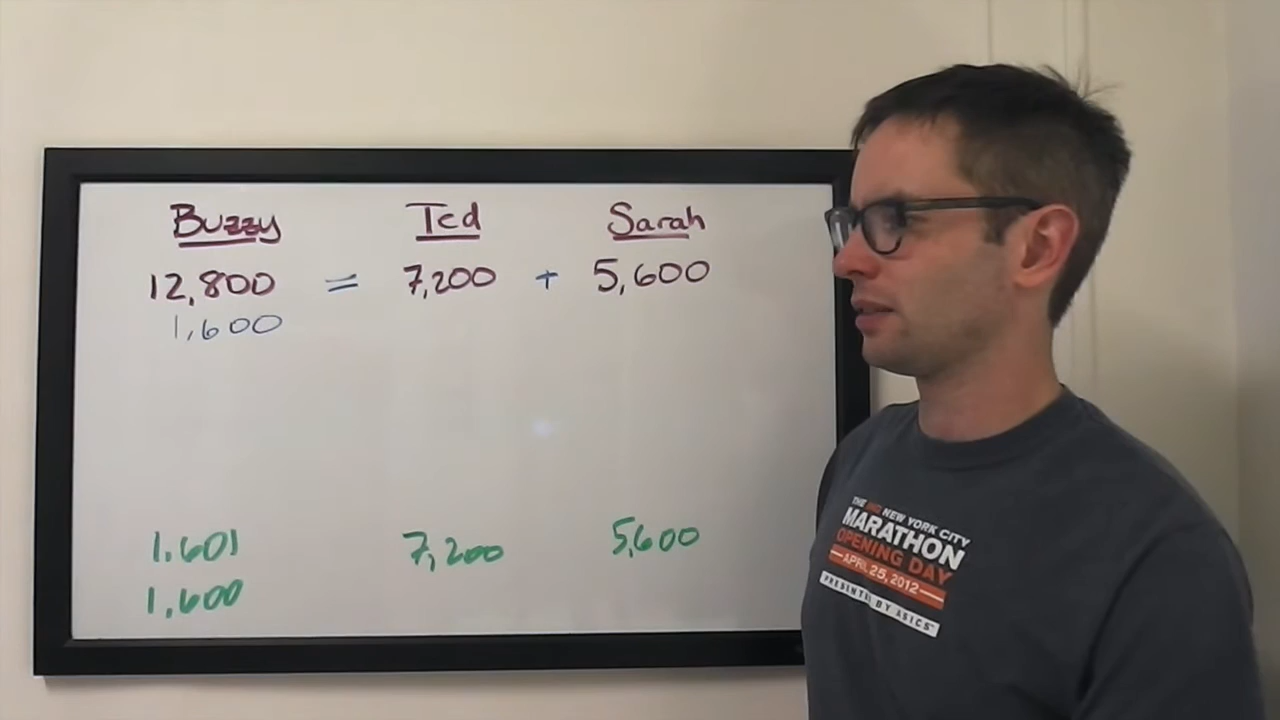 Buzzy Ted Sarah
12,800 = 7,200 + 5,600
1,600
1,601 7,200 5,600
1,600
THE 2ND NEW YORK CITY
MARATHON
OPENING DAY
APRIL 25, 2012
PRESENTED BY ASICS